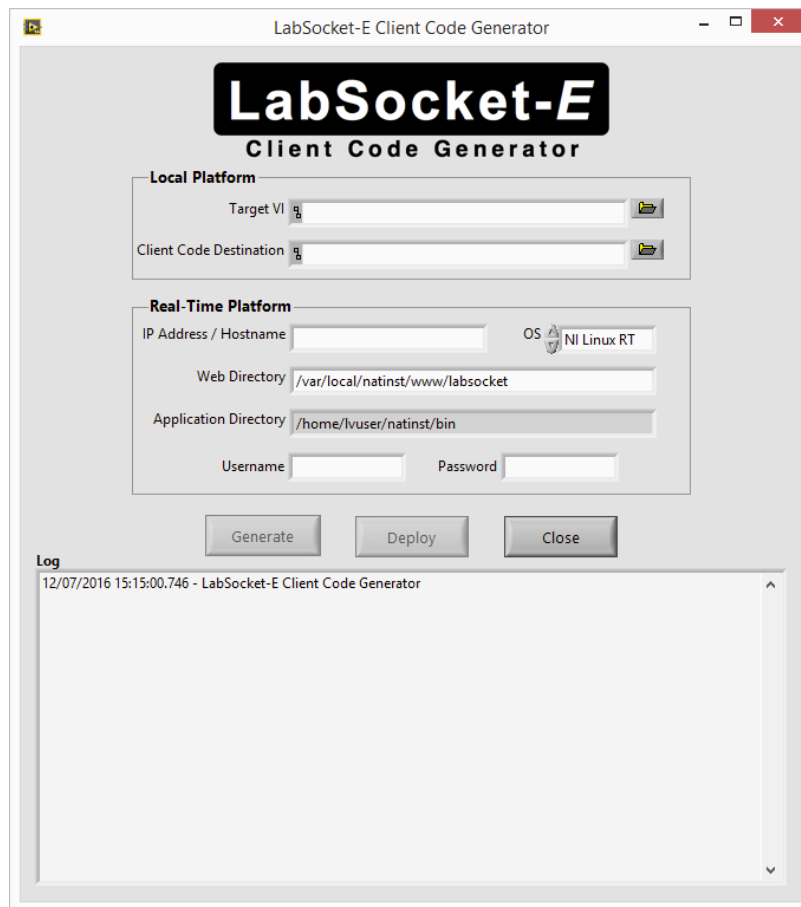 LabSocket-E Client Code Generator
LabSocket-E
Client Code Generator
Local Platform
Target VI
Client Code Destination
Real-Time Platform
IP Address / Hostname OS NI Linux RT
Web Directory /var/local/natinst/www/labsocket
Application Directory /home/lvuser/natinst/bin
Username Password
Generate Deploy Close
Log
12/07/2016 15:15:00.746 - LabSocket-E Client Code Generator